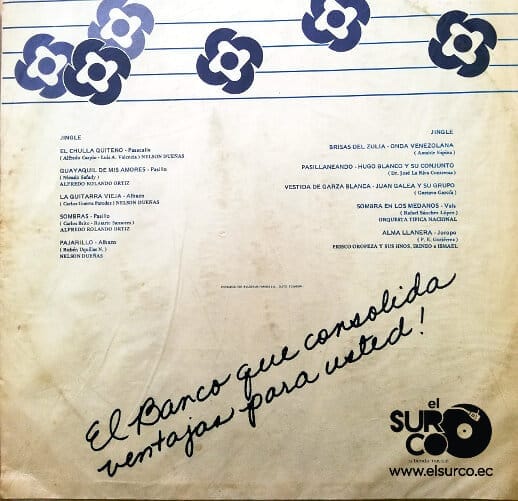 JINGLE
EL CHULLA QUITEÑO - Pasacalle
(Alfredo Carpio - Luis A. Valencia) NELSON DUEÑAS
GUAYAQUIL DE MIS AMORES - Pasillo
(Nicasio Safady)
ALFREDO ROLANDO ORTIZ
LA GUITARRA VIEJA - Albazo
(Carlos Guerra Paredes) NELSON DUEÑAS
SOMBRAS - Pasillo
(Carlos Brito - Rosario Sansores)
ALFREDO ROLANDO ORTIZ
PAJARILLO - Albazo
(Rubén Uquillas N.)
NELSON DUEÑAS
JINGLE
BRISAS DEL ZULIA - ONDA VENEZOLANA
(Amable Espina)
PASILLANEANDO - HUGO BLANCO Y SU CONJUNTO
(Dr. José La Riva Contreras)
VESTIDA DE GARZA BLANCA - JUAN GALEA Y SU GRUPO
(Gustavo García)
SOMBRA EN LOS MEDANOS - Vals
(Rafael Sánchez López)
ORQUESTA TIPICA NACIONAL
ALMA LLANERA - Joropo
(P. E. Gutiérrez)
PRISCO OROPEZA Y SUS HNOS. IRINEO e ISMAEL
El Banco que consolida
ventajas para usted!
el
SURCO
www.elsurco.ec